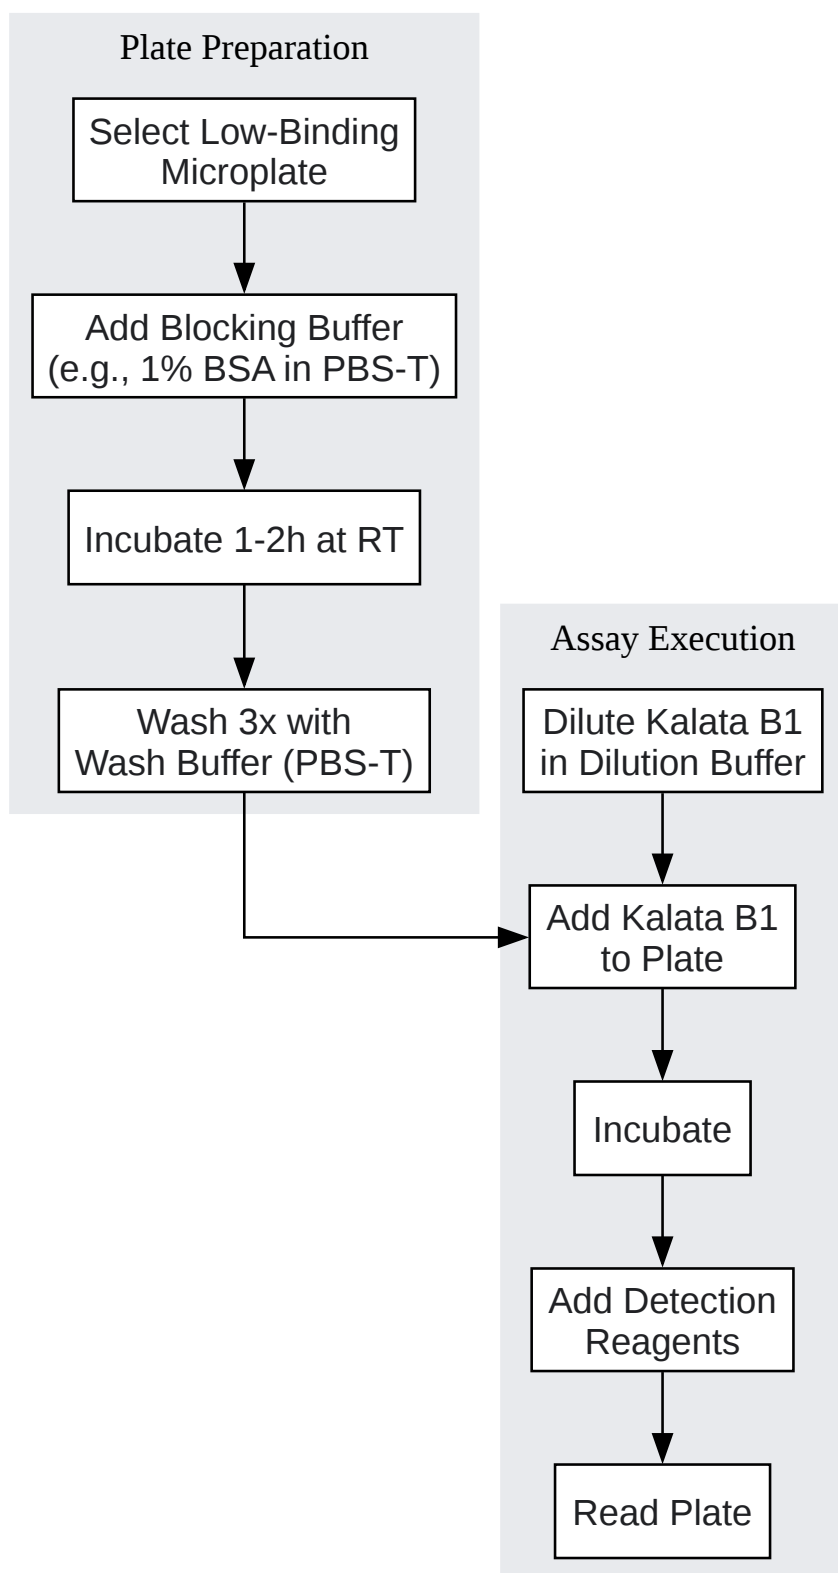 Plate Preparation
Select Low-Binding
Microplate
Add Blocking Buffer
(e.g., 1% BSA in PBS-T)
Incubate 1-2h at RT
Wash 3x with
Wash Buffer (PBS-T)
Assay Execution
Dilute Kalata B1
in Dilution Buffer
Add Kalata B1
to Plate
Incubate
Add Detection
Reagents
Read Plate